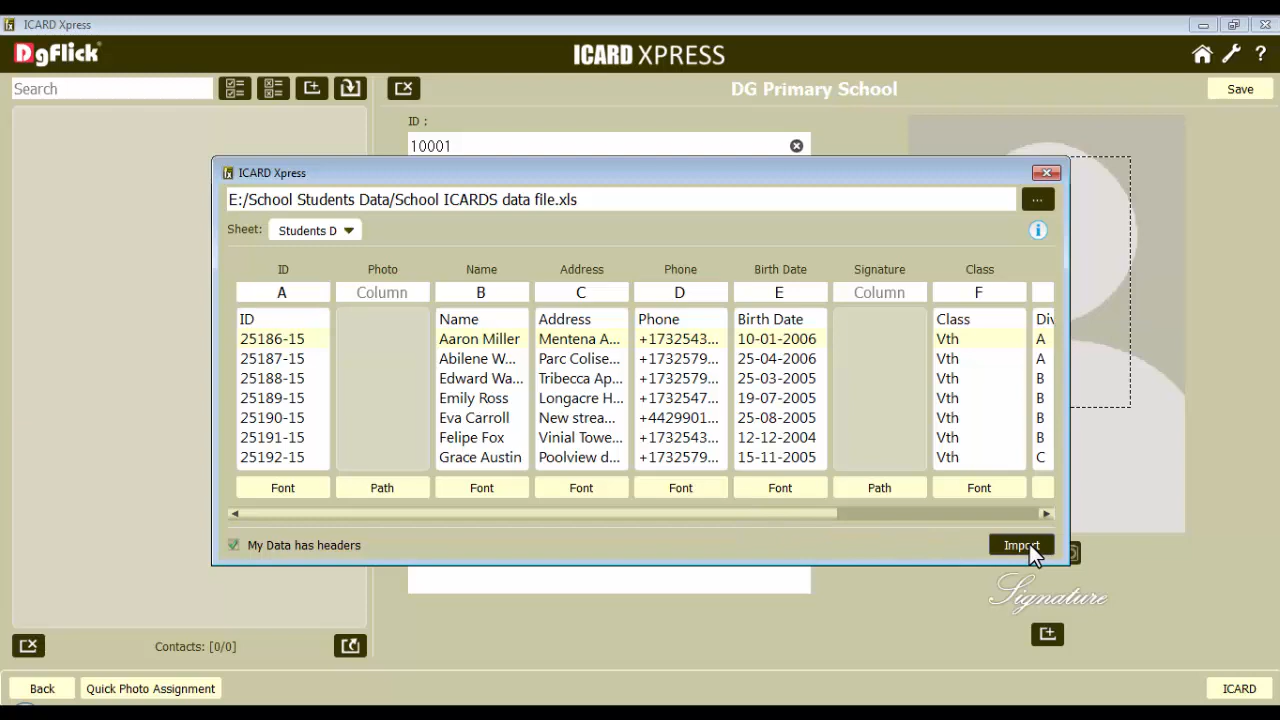 ICARD Xpress
DgFlick
ICARD XPRESS
Search
DG Primary School
Save
ID :
10001
ICARD Xpress
E:/School Students Data/School ICARDS data file.xls
...
Sheet: Students D
ID Photo Name Address Phone Birth Date Signature Class
A Column B C D E Column F
ID Name Address Phone Birth Date Class Div
25186-15 Aaron Miller Mentena A... +1732543... 10-01-2006 Vth A
25187-15 Abilene W... Parc Colise... +1732579... 25-04-2006 Vth A
25188-15 Edward Wa... Tribecca Ap... +1732579... 25-03-2005 Vth B
25189-15 Emily Ross Longacre H... +1732547... 19-07-2005 Vth B
25190-15 Eva Carroll New strea... +4429901... 25-08-2005 Vth B
25191-15 Felipe Fox Vinial Towe... +1732543... 12-12-2004 Vth B
25192-15 Grace Austin Poolview d... +1732579... 15-11-2005 Vth C
Font Path Font Font Font Font Path Font
My Data has headers
Import
Signature
Contacts: [0/0]
Back
Quick Photo Assignment
ICARD